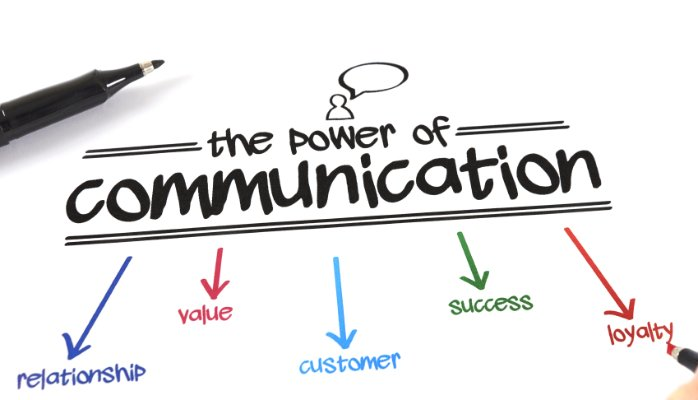 the power of
communication
relationship
value
customer
success
loyalty